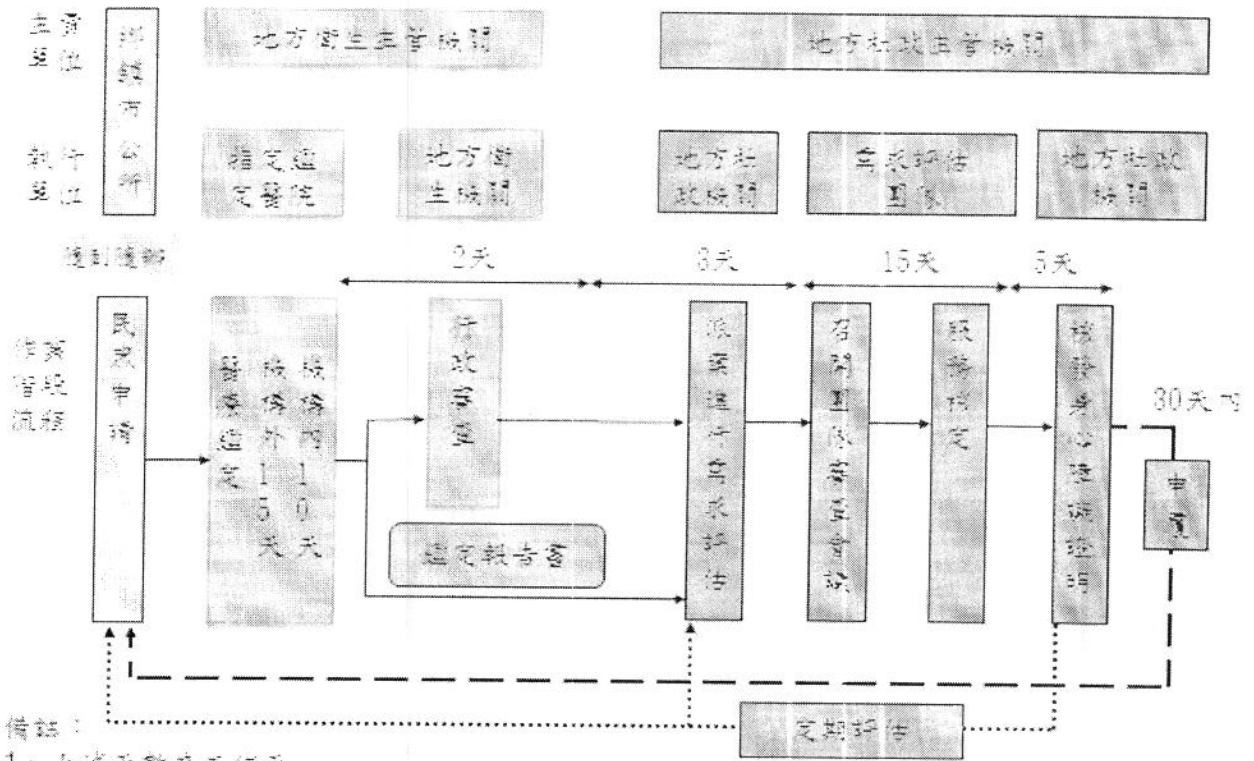 主管
單位
鄉鎮市公所
地方衛生主管機關
地方社政主管機關
執行
單位
指定鑑
定醫院
地方衛
生機關
地方社
政機關
需求評估
團隊
地方社政
機關
隨到隨辦
2天
8天
15天
5天
作業
階段
流程
民眾申請
醫療鑑定
機構外15天
機構內10天
行政審查
鑑定報告書
派案進行需求評估
召開團隊審查會議
服務核定
核發身心障礙證明
30天內
申覆
定期評估
備註：